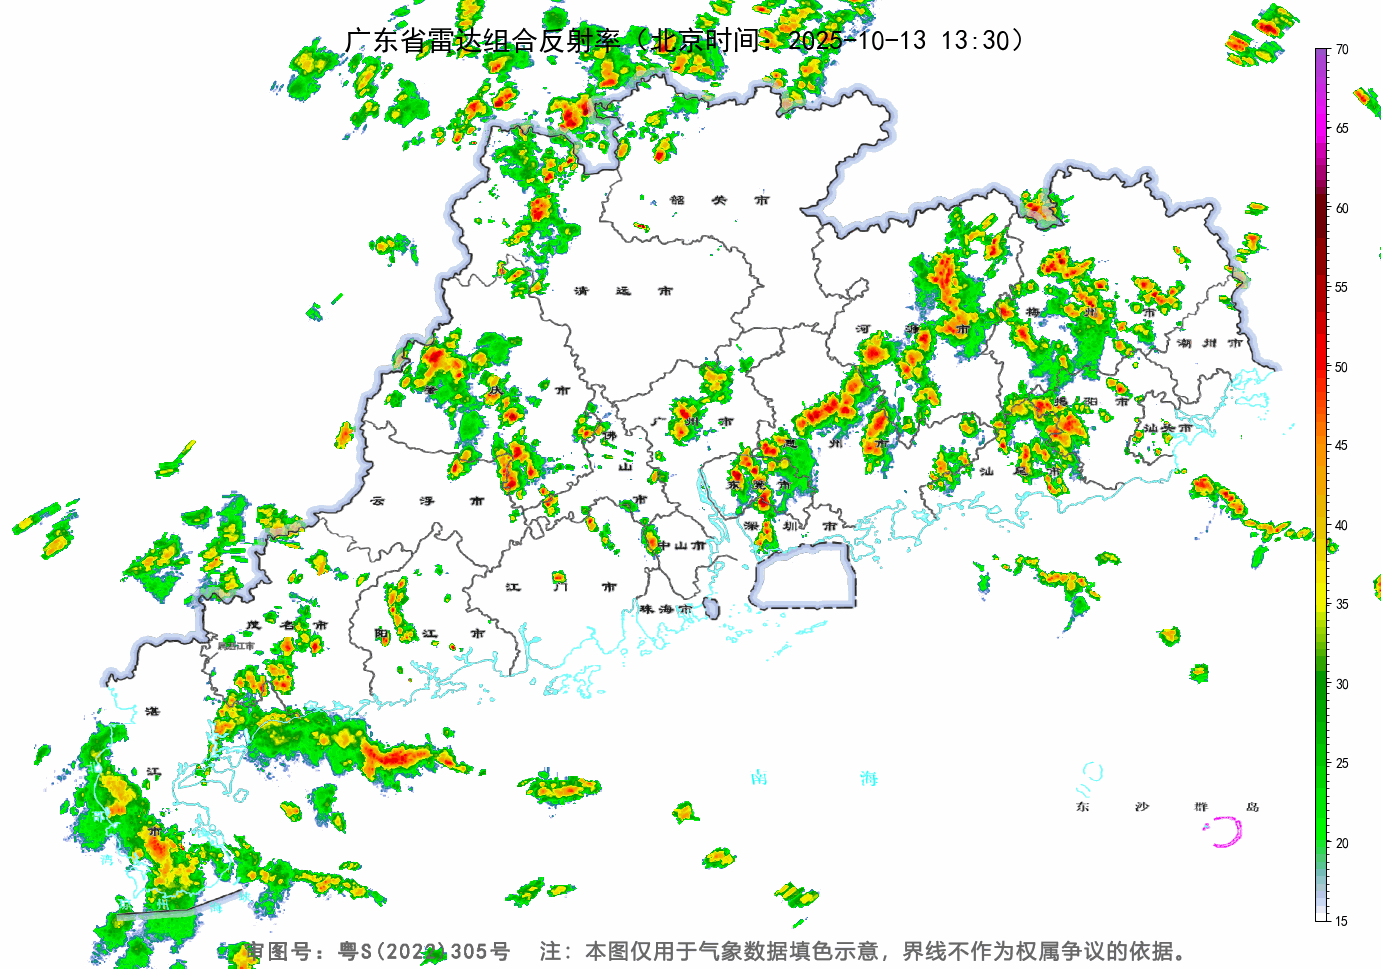 广东省雷达组合反射率（北京时间：2025-10-13 13:30）
70
65
60
55
50
45
40
35
30
25
20
15
韶关市
清远市
河源市
梅州市
潮州市
肇庆市
广州市
佛山市
惠州市
揭阳市
汕头市
汕尾市
东莞市
云浮市
深圳市
中山市
江门市
珠海市
茂名市
阳江市
湛江市
南海
东沙群岛
审图号：粤S(2022)305号 注：本图仅用于气象数据填色示意，界线不作为权属争议的依据。